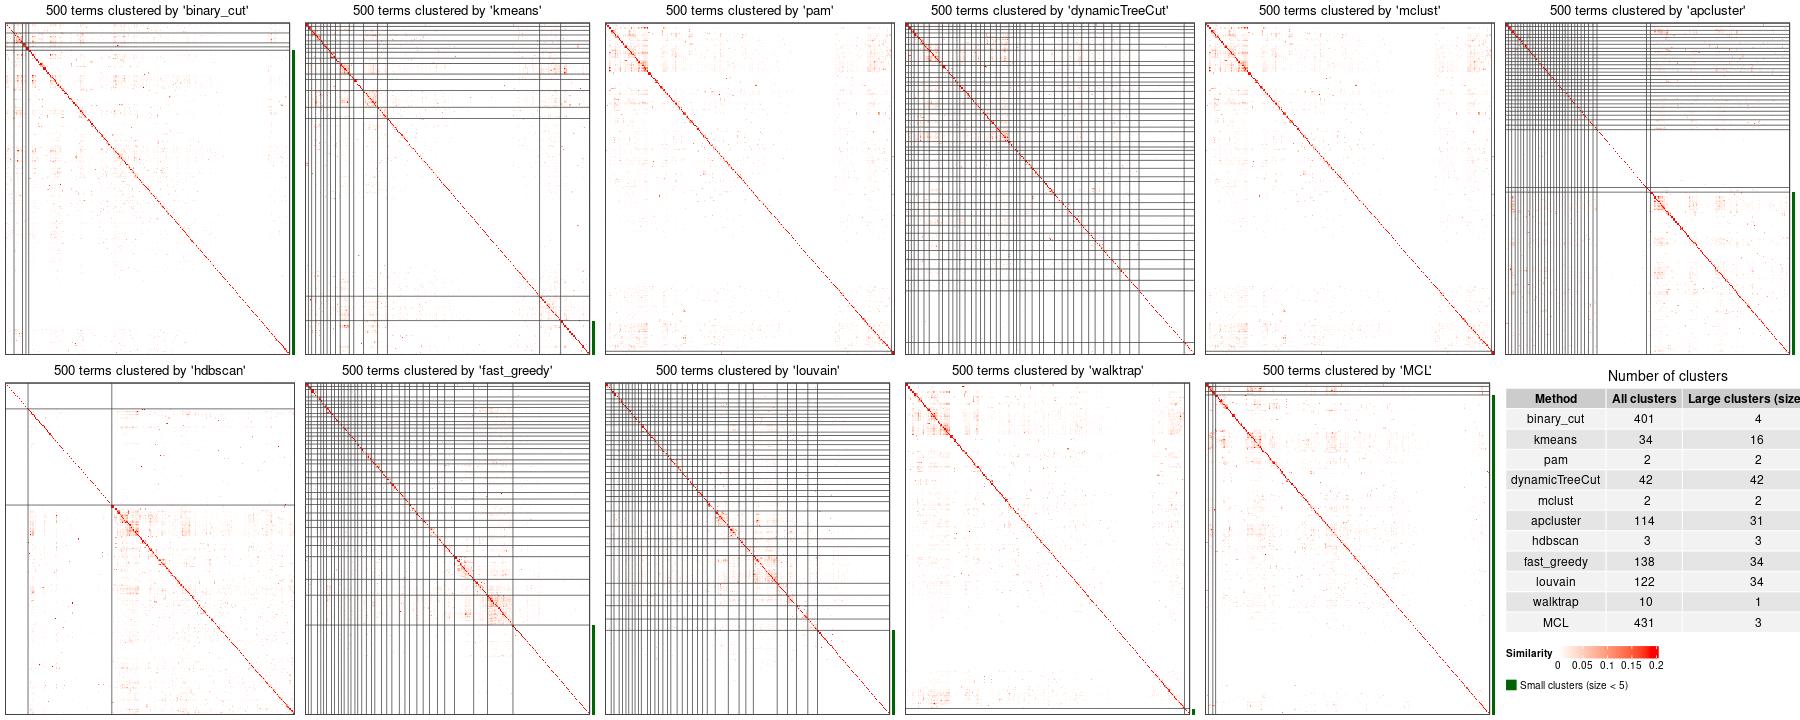 500 terms clustered by 'binary_cut'
500 terms clustered by 'kmeans'
500 terms clustered by 'pam'
500 terms clustered by 'dynamicTreeCut'
500 terms clustered by 'mclust'
500 terms clustered by 'apcluster'
500 terms clustered by 'hdbscan'
500 terms clustered by 'fast_greedy'
500 terms clustered by 'louvain'
500 terms clustered by 'walktrap'
500 terms clustered by 'MCL'
Number of clusters
Method All clusters Large clusters (size
binary_cut 401 4
kmeans 34 16
pam 2 2
dynamicTreeCut 42 42
mclust 2 2
apcluster 114 31
hdbscan 3 3
fast_greedy 138 34
louvain 122 34
walktrap 10 1
MCL 431 3
Similarity
0 0.05 0.1 0.15 0.2
Small clusters (size < 5)